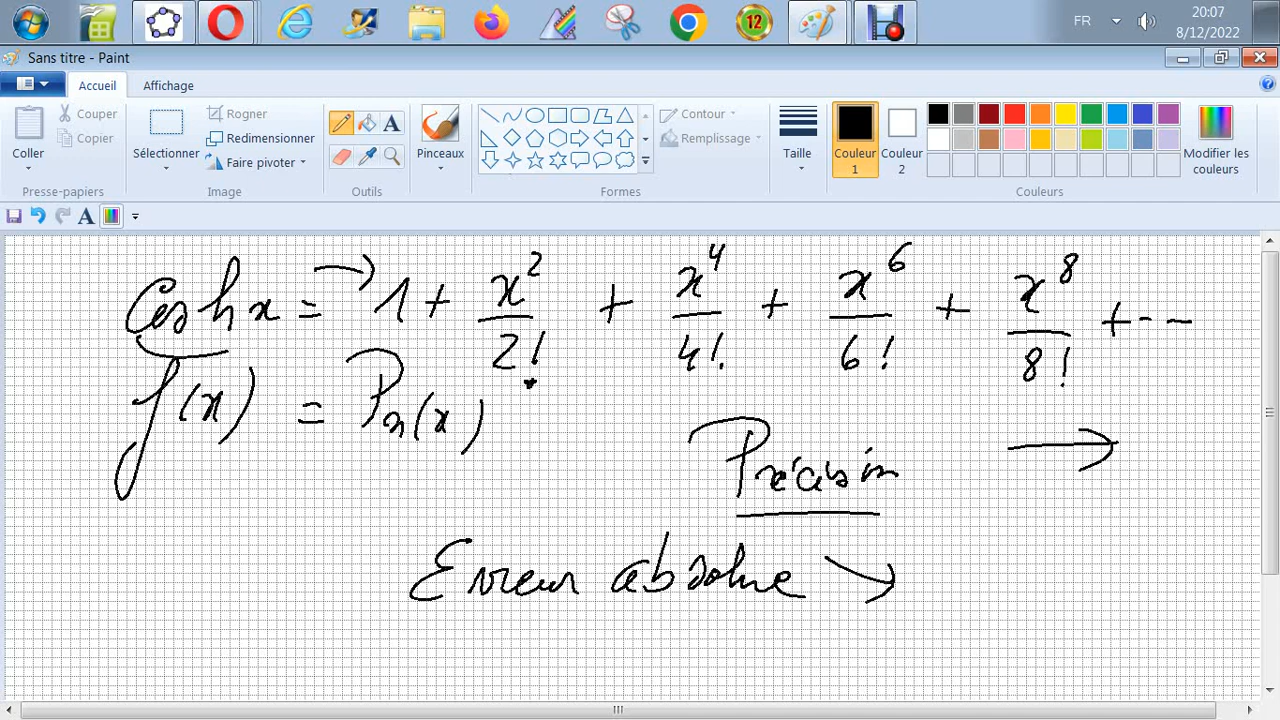 FR
20:07
8/12/2022
12
Sans titre - Paint
Accueil
Affichage
Coller
Couper
Copier
Presse-papiers
Sélectionner
Rogner
Redimensionner
Faire pivoter
Image
A
Outils
Pinceaux
Contour
Remplissage
Formes
Taille
Couleur
1
Couleur
2
Modifier les
couleurs
Couleurs
A
Cosh x = 1 + x²/2! + x⁴/4! + x⁶/6! + x⁸/8! + --
f(x) = Pn(x)
Précision →
Erreur absolue ↘